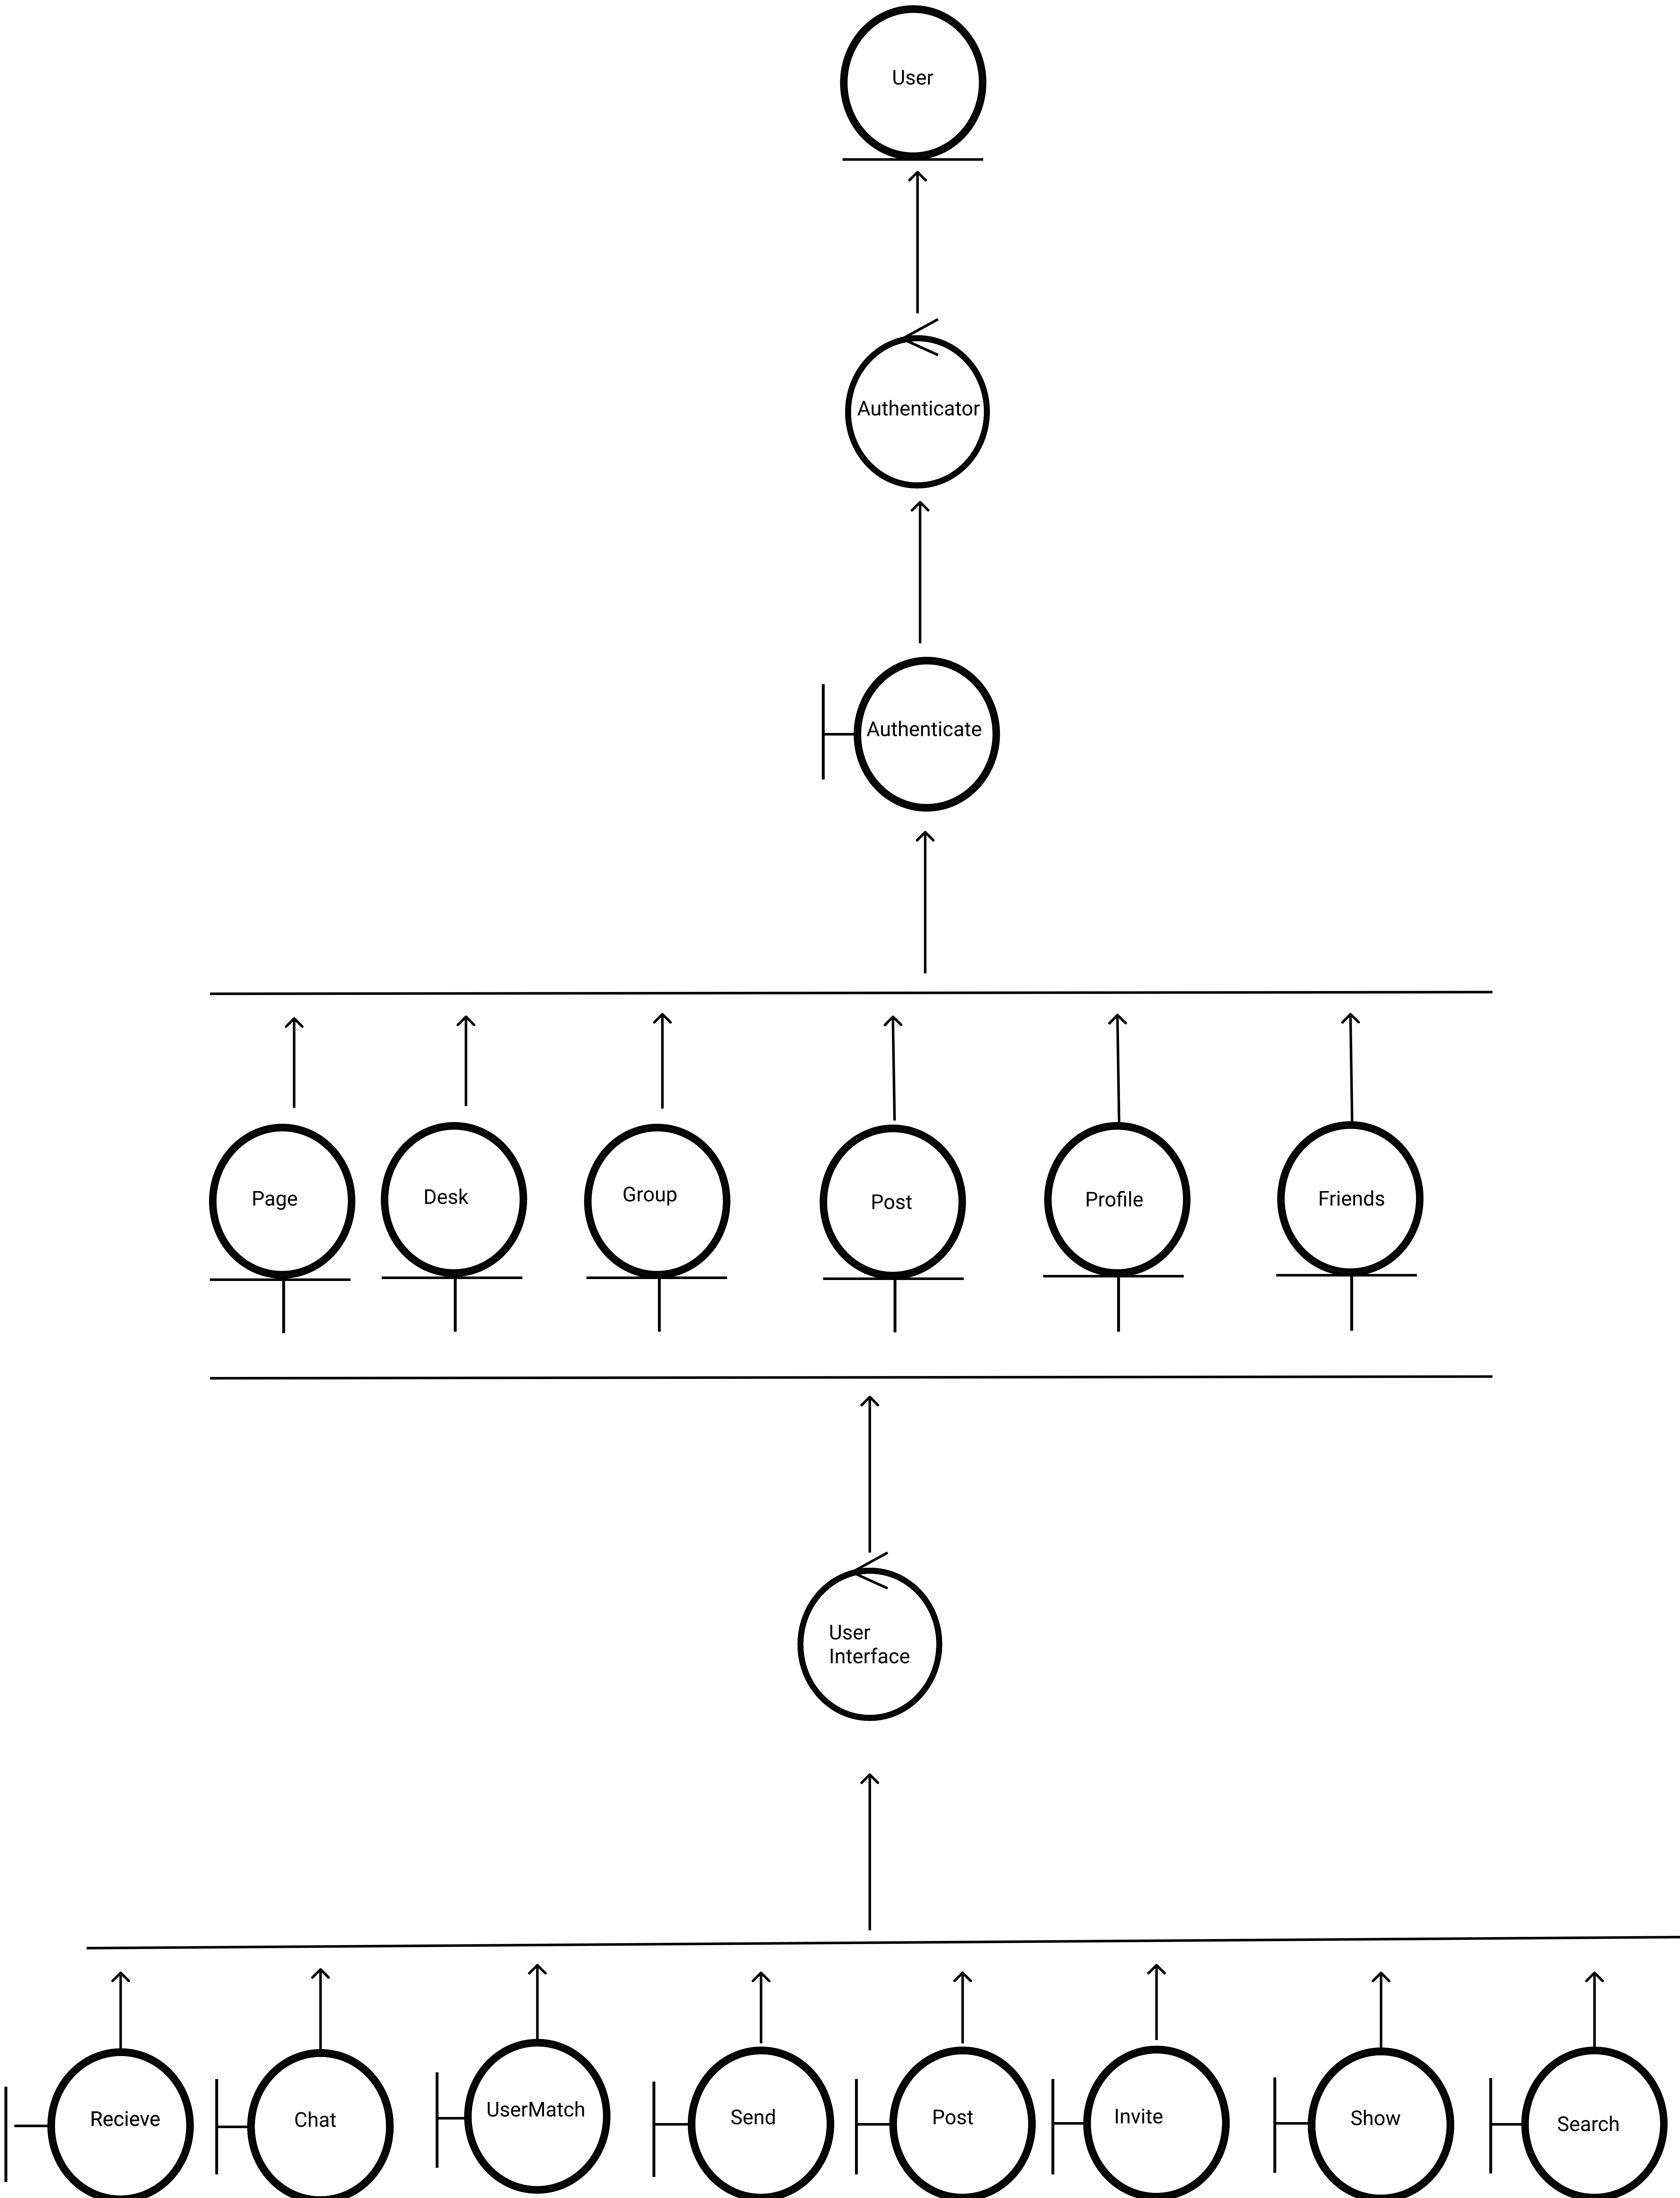 User
Authenticator
Authenticate
Page
Desk
Group
Post
Profile
Friends
User
Interface
Recieve
Chat
UserMatch
Send
Post
Invite
Show
Search